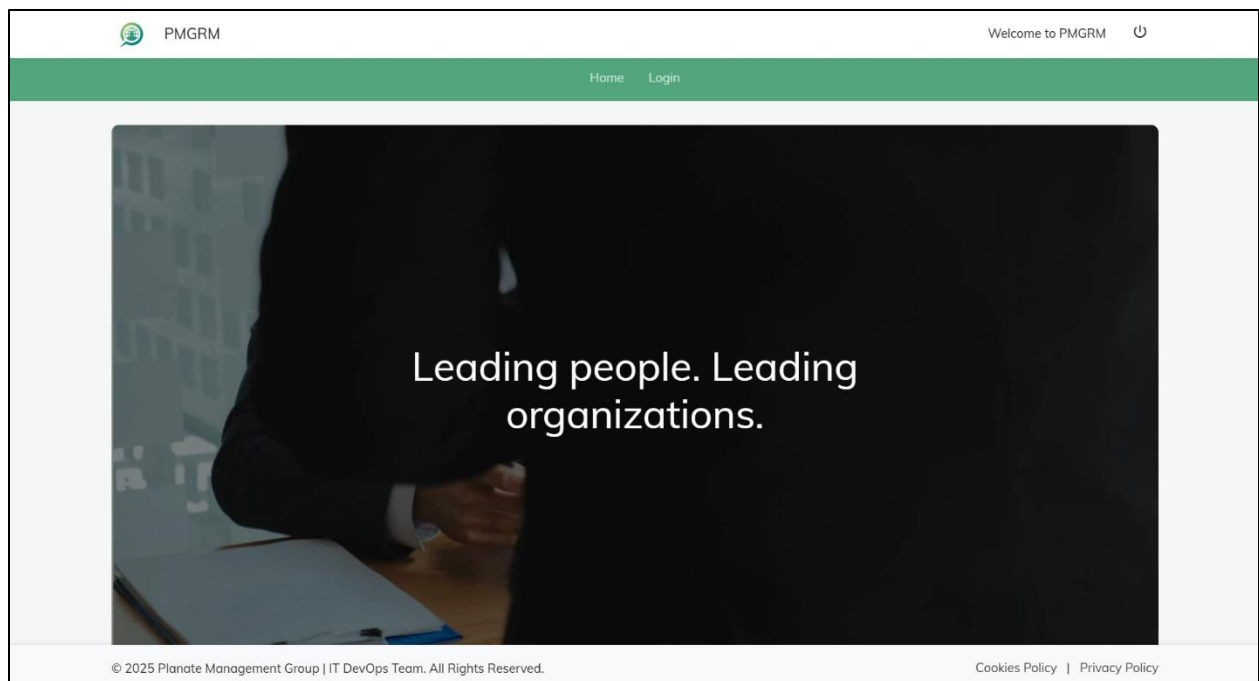 PMGRM
Welcome to PMGRM
Home
Login
Leading people. Leading
organizations.
© 2025 Planate Management Group | IT DevOps Team. All Rights Reserved.
Cookies Policy | Privacy Policy